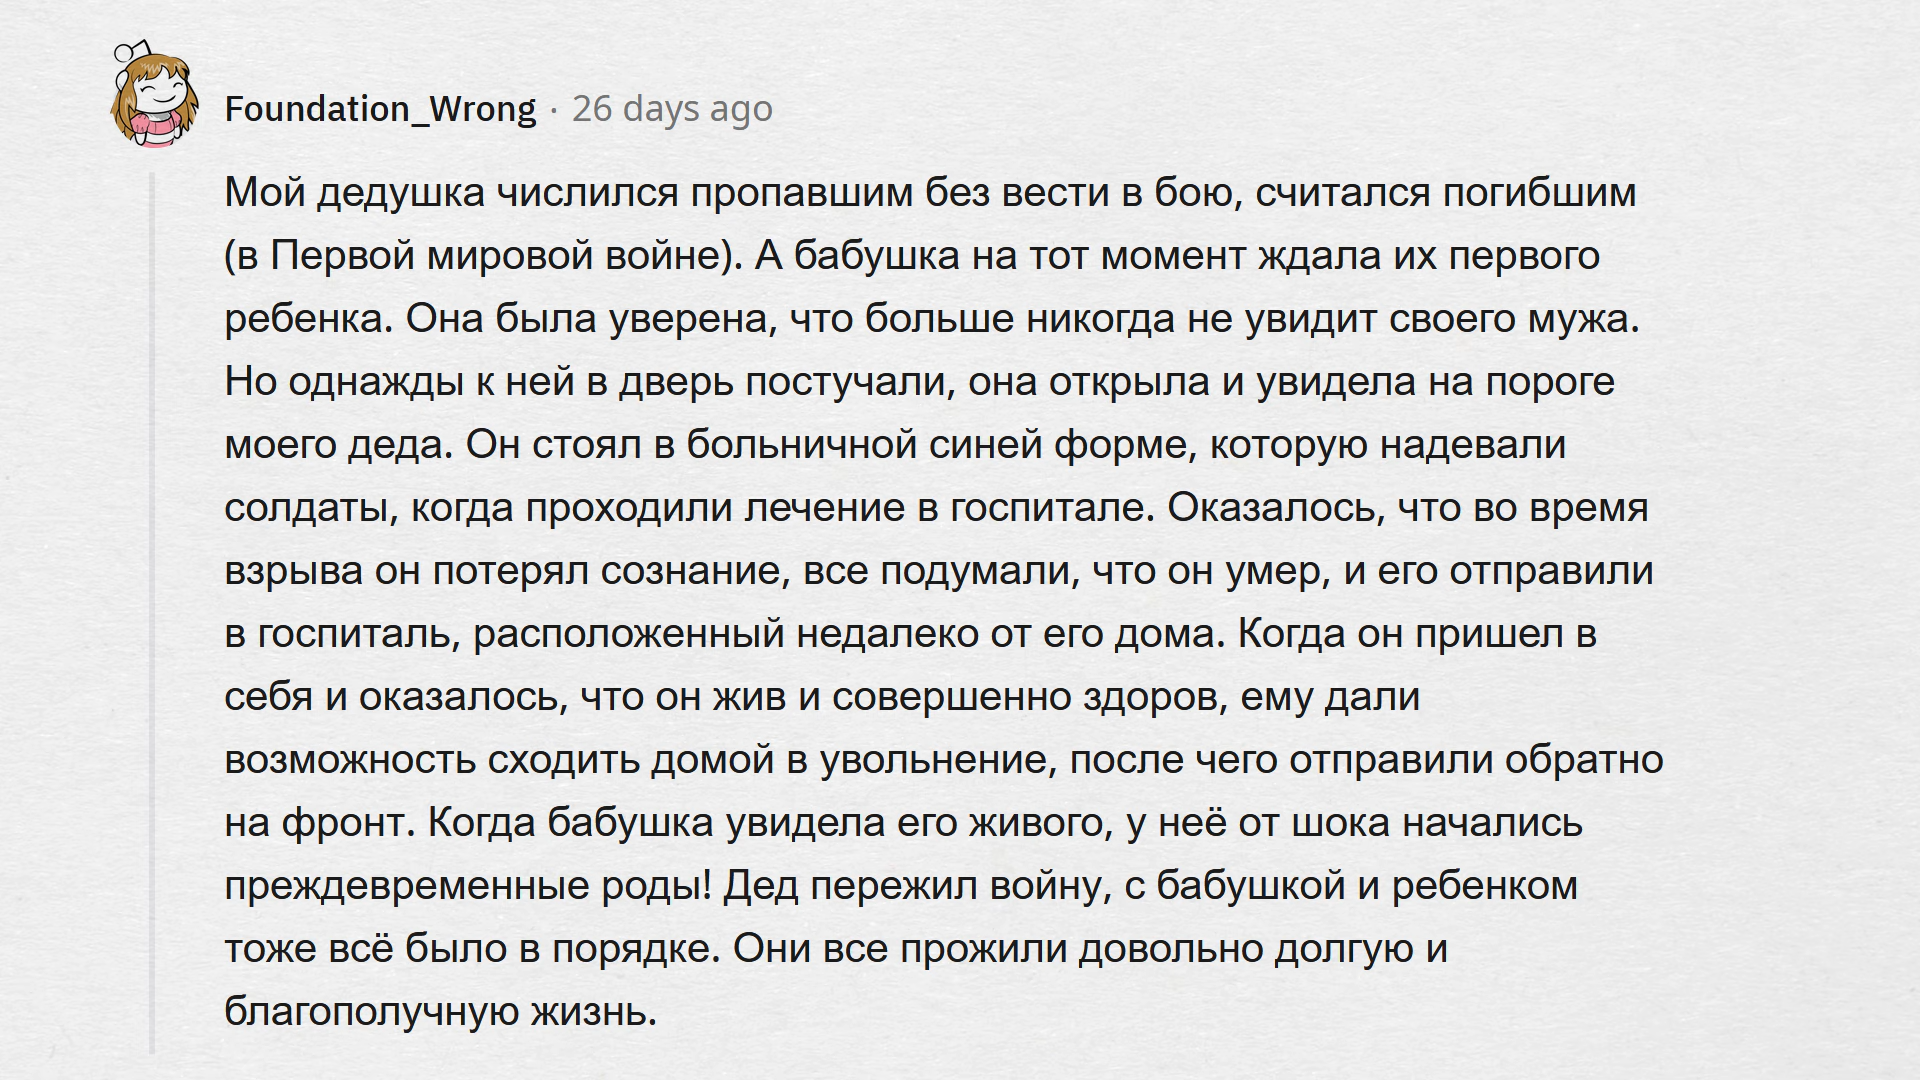 Foundation_Wrong · 26 days ago
Мой дедушка числился пропавшим без вести в бою, считался погибшим
(в Первой мировой войне). А бабушка на тот момент ждала их первого
ребенка. Она была уверена, что больше никогда не увидит своего мужа.
Но однажды к ней в дверь постучали, она открыла и увидела на пороге
моего деда. Он стоял в больничной синей форме, которую надевали
солдаты, когда проходили лечение в госпитале. Оказалось, что во время
взрыва он потерял сознание, все подумали, что он умер, и его отправили
в госпиталь, расположенный недалеко от его дома. Когда он пришел в
себя и оказалось, что он жив и совершенно здоров, ему дали
возможность сходить домой в увольнение, после чего отправили обратно
на фронт. Когда бабушка увидела его живого, у неё от шока начались
преждевременные роды! Дед пережил войну, с бабушкой и ребенком
тоже всё было в порядке. Они все прожили довольно долгую и
благополучную жизнь.